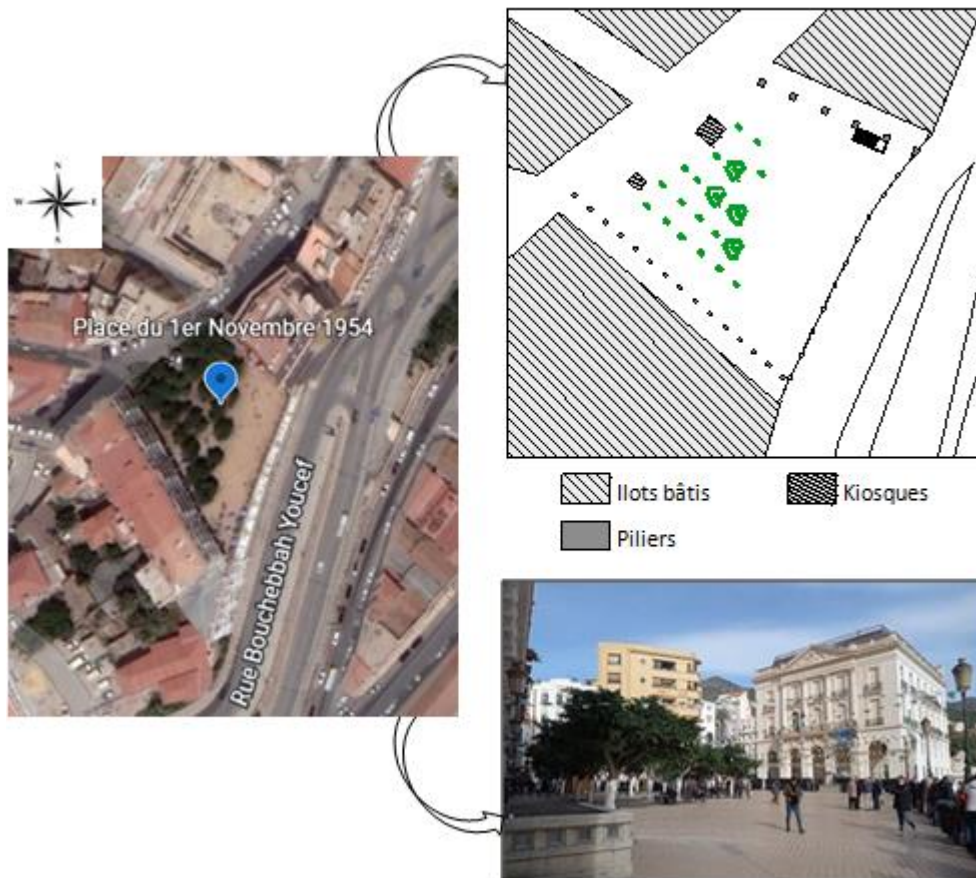 N
W
E
Place du 1er Novembre 1954
Rue Bouchebbah Youcef
Ilots bâtis
Kiosques
Piliers